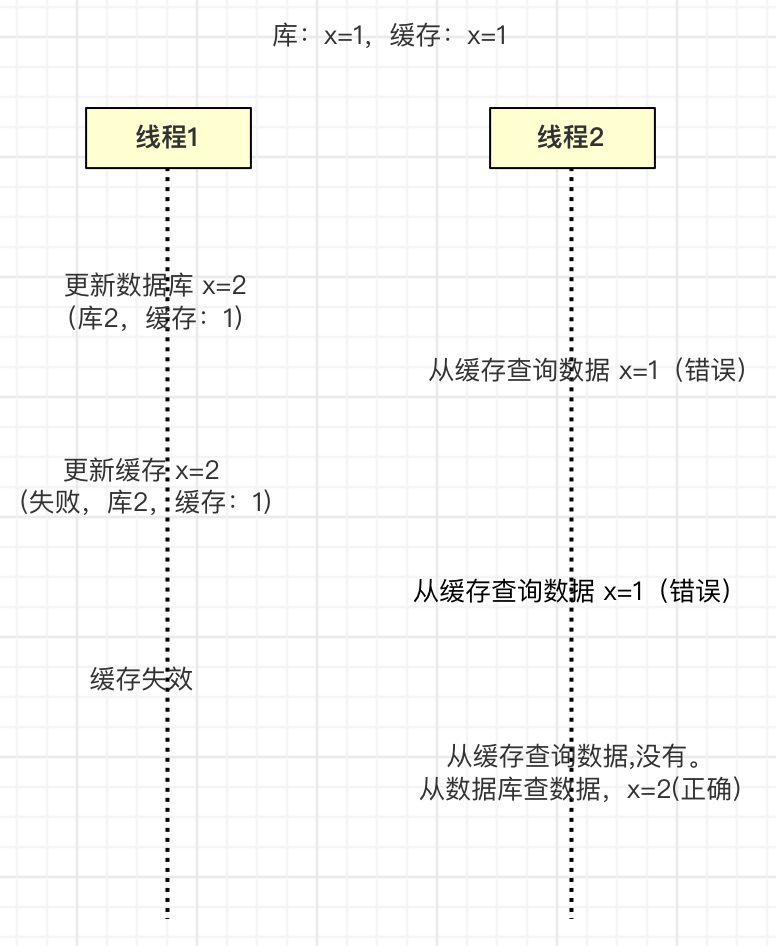 库：x=1，缓存：x=1
线程1
线程2
更新数据库 x=2
（库2，缓存：1）
从缓存查询数据 x=1（错误）
更新缓存 x=2
（失败，库2，缓存：1）
从缓存查询数据 x=1（错误）
缓存失效
从缓存查询数据,没有。
从数据库查数据，x=2(正确)